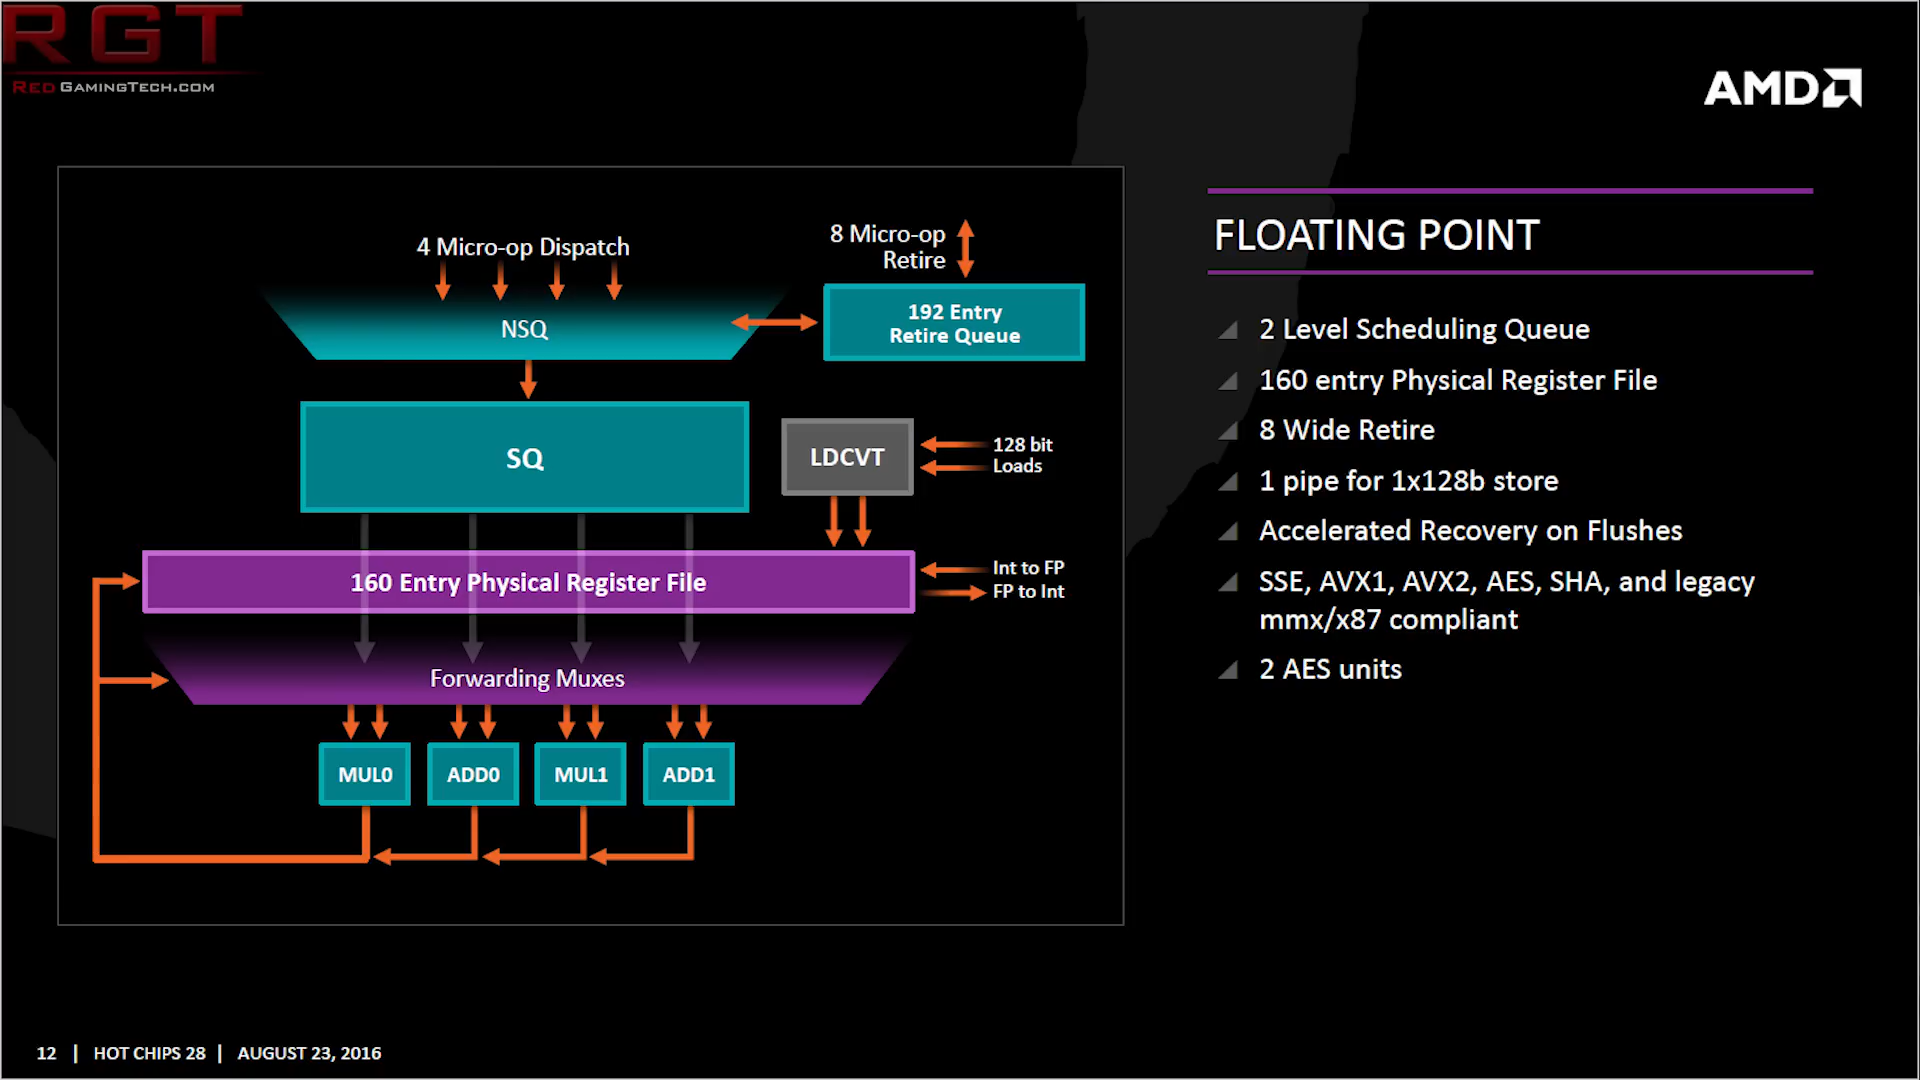 RGT
RedGamingTech.com
AMD
4 Micro-op Dispatch
8 Micro-op
Retire
NSQ
192 Entry
Retire Queue
SQ
LDCVT
128 bit
Loads
160 Entry Physical Register File
Int to FP
FP to Int
Forwarding Muxes
MUL0
ADD0
MUL1
ADD1
FLOATING POINT
2 Level Scheduling Queue
160 entry Physical Register File
8 Wide Retire
1 pipe for 1x128b store
Accelerated Recovery on Flushes
SSE, AVX1, AVX2, AES, SHA, and legacy
mmx/x87 compliant
2 AES units
12 | HOT CHIPS 28 | AUGUST 23, 2016